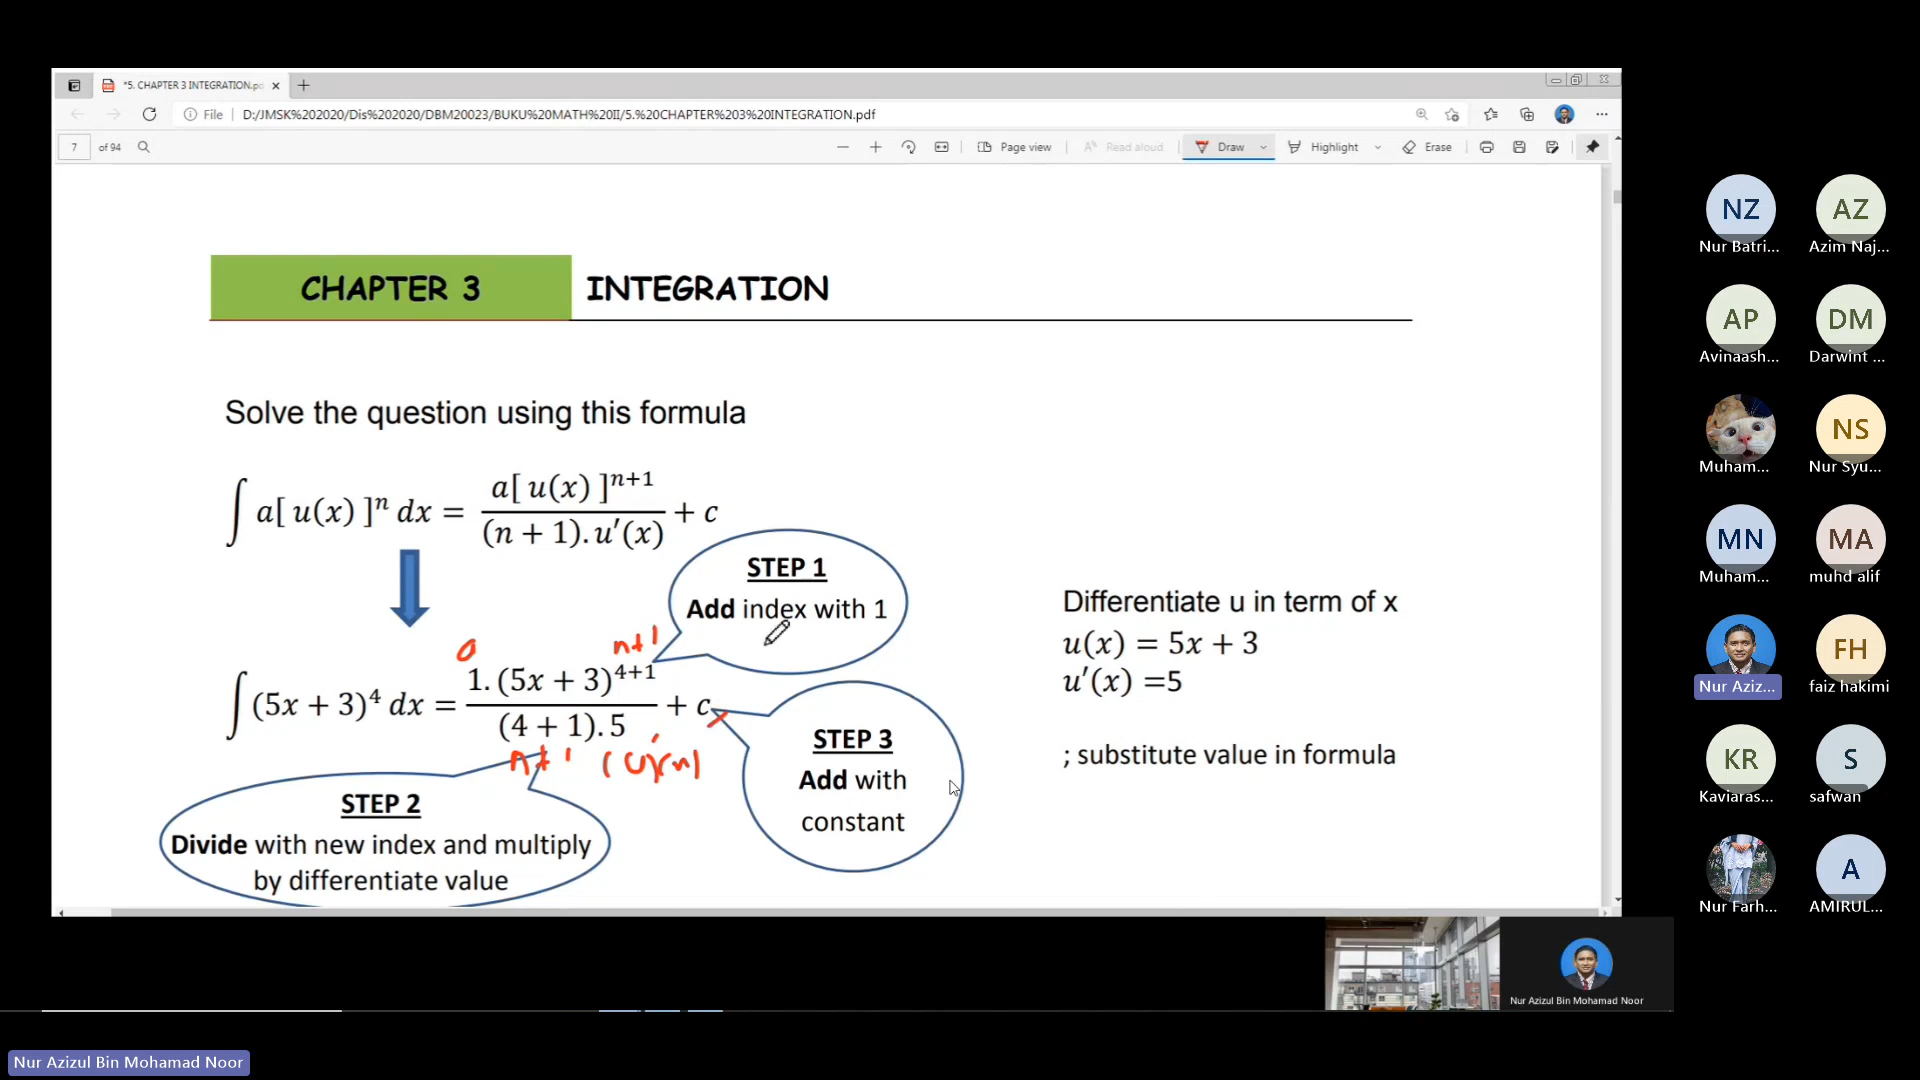 *5. CHAPTER 3 INTEGRATION.pd
File | D:/JMSK%202020/Dis%202020/DBM20023/BUKU%20MATH%20II/5.%20CHAPTER%203%20INTEGRATION.pdf
7 of 94 Page view Read aloud Draw Highlight Erase
CHAPTER 3 INTEGRATION
Solve the question using this formula
∫ a[ u(x) ]ⁿ dx = a[ u(x) ]ⁿ⁺¹ / (n + 1).u′(x) + c
STEP 1
Add index with 1
a n+1
∫ (5x + 3)⁴ dx = 1.(5x + 3)⁴⁺¹ / (4 + 1).5 + c
n+1 (u′(x))
STEP 3
Add with
constant
STEP 2
Divide with new index and multiply
by differentiate value
Differentiate u in term of x
u(x) = 5x + 3
u′(x) =5
; substitute value in formula
NZ AZ
Nur Batri... Azim Naj...
AP DM
Avinaash... Darwint ...
NS
Muham... Nur Syu...
MN MA
Muham... muhd alif
FH
Nur Aziz... faiz hakimi
KR S
Kaviaras... safwan
A
Nur Farh... AMIRUL...
Nur Azizul Bin Mohamad Noor
Nur Azizul Bin Mohamad Noor